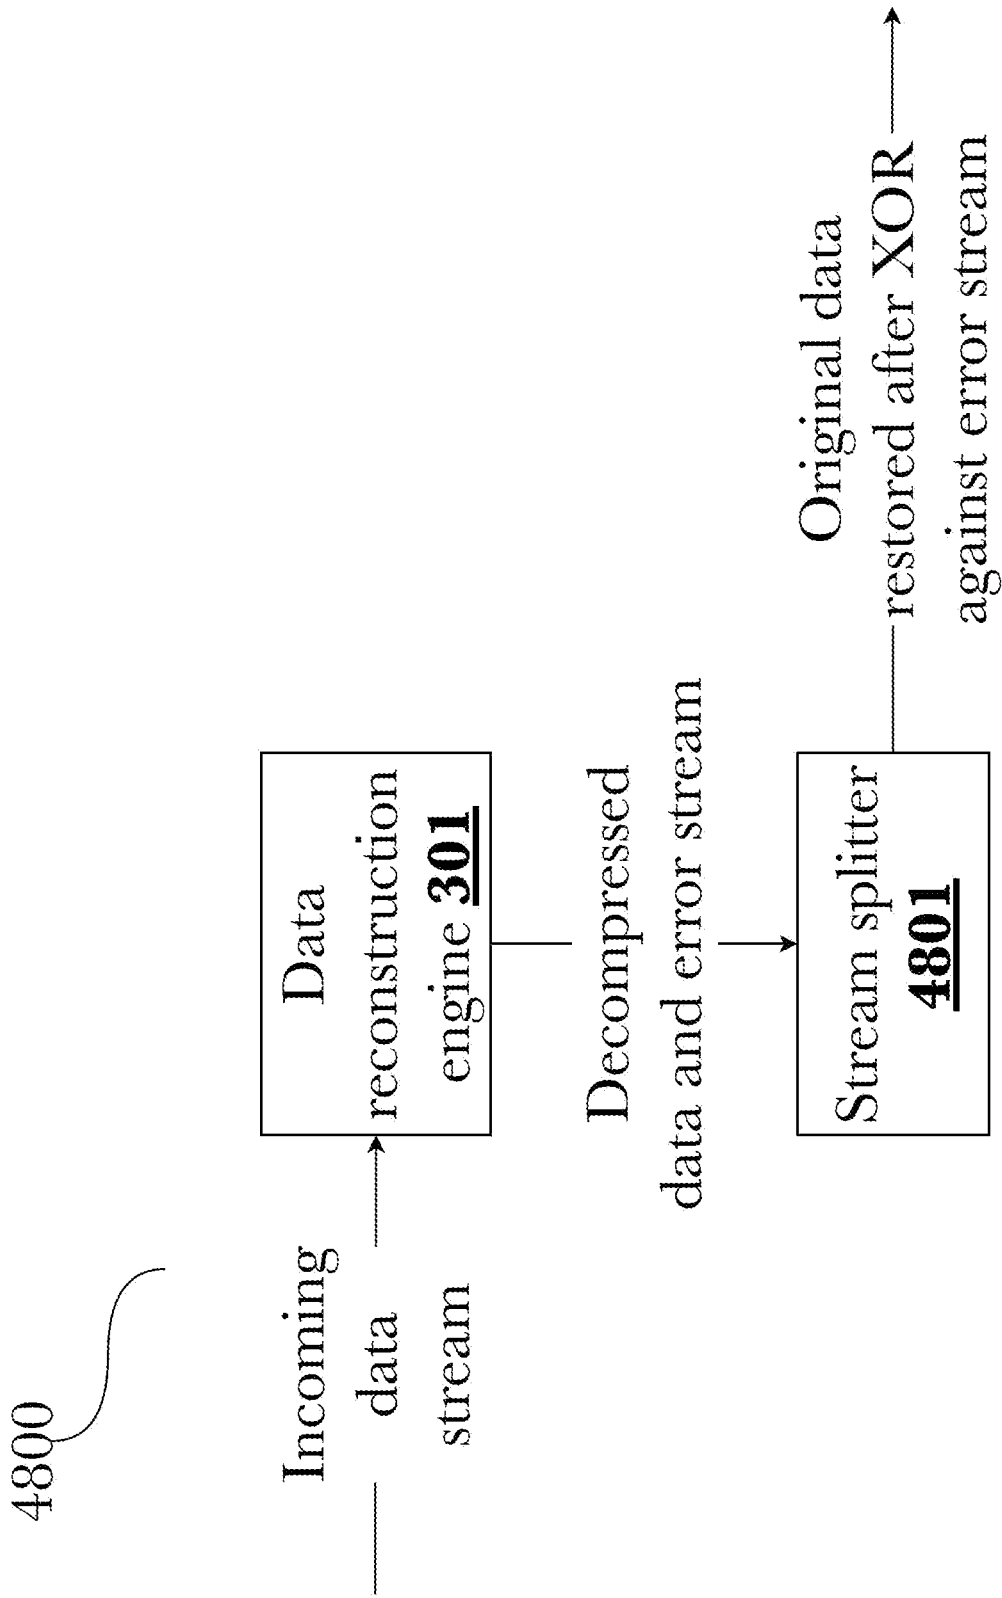 4800
Incoming
data
stream
Data
reconstruction
engine 301
Decompressed
data and error stream
Stream splitter
4801
Original data
restored after XOR
against error stream